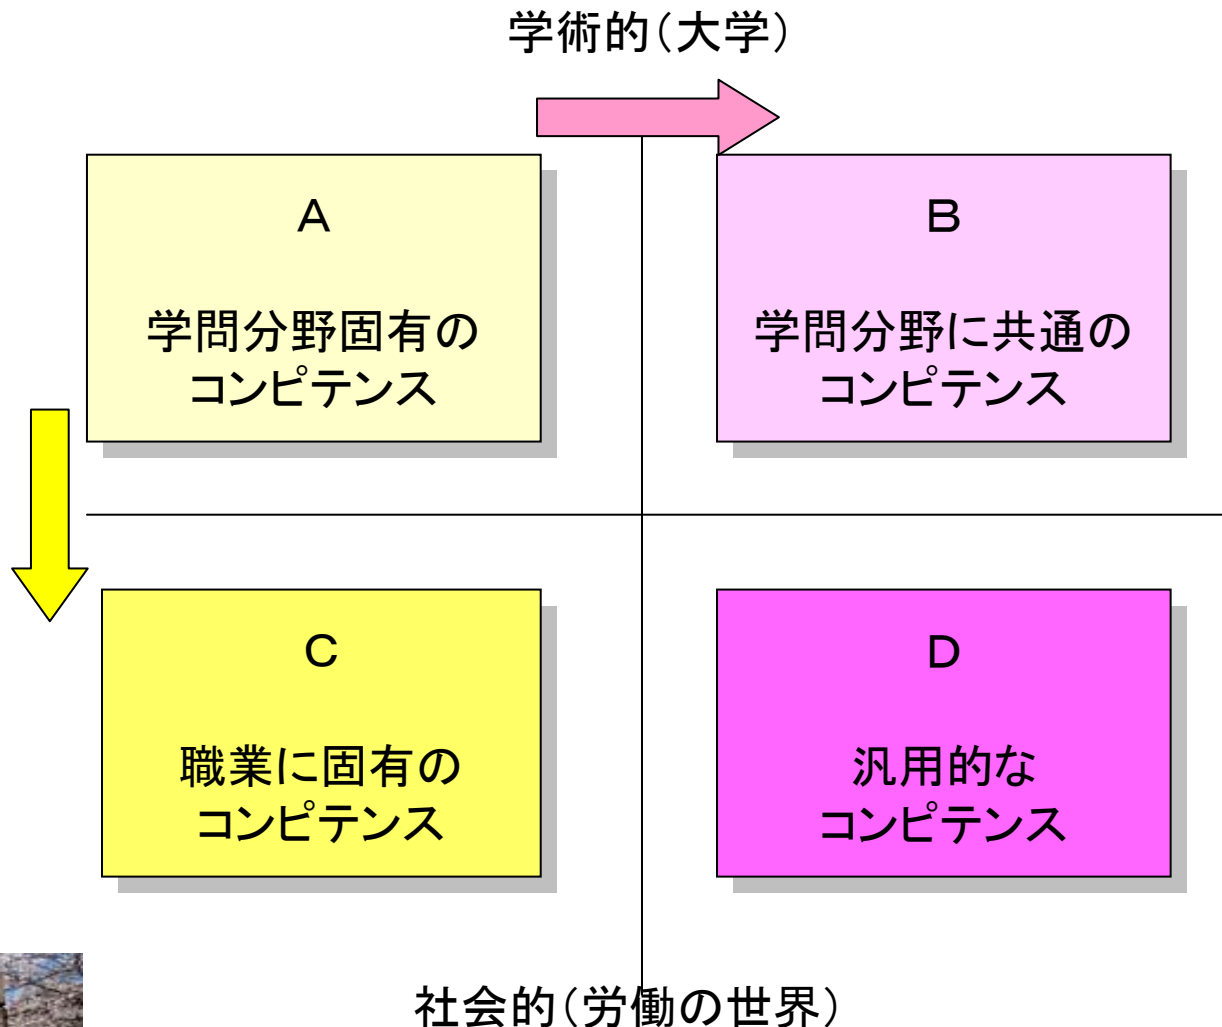 学術的（大学）
A
学問分野固有の
コンピテンス
B
学問分野に共通の
コンピテンス
C
職業に固有の
コンピテンス
D
汎用的な
コンピテンス
社会的（労働の世界）